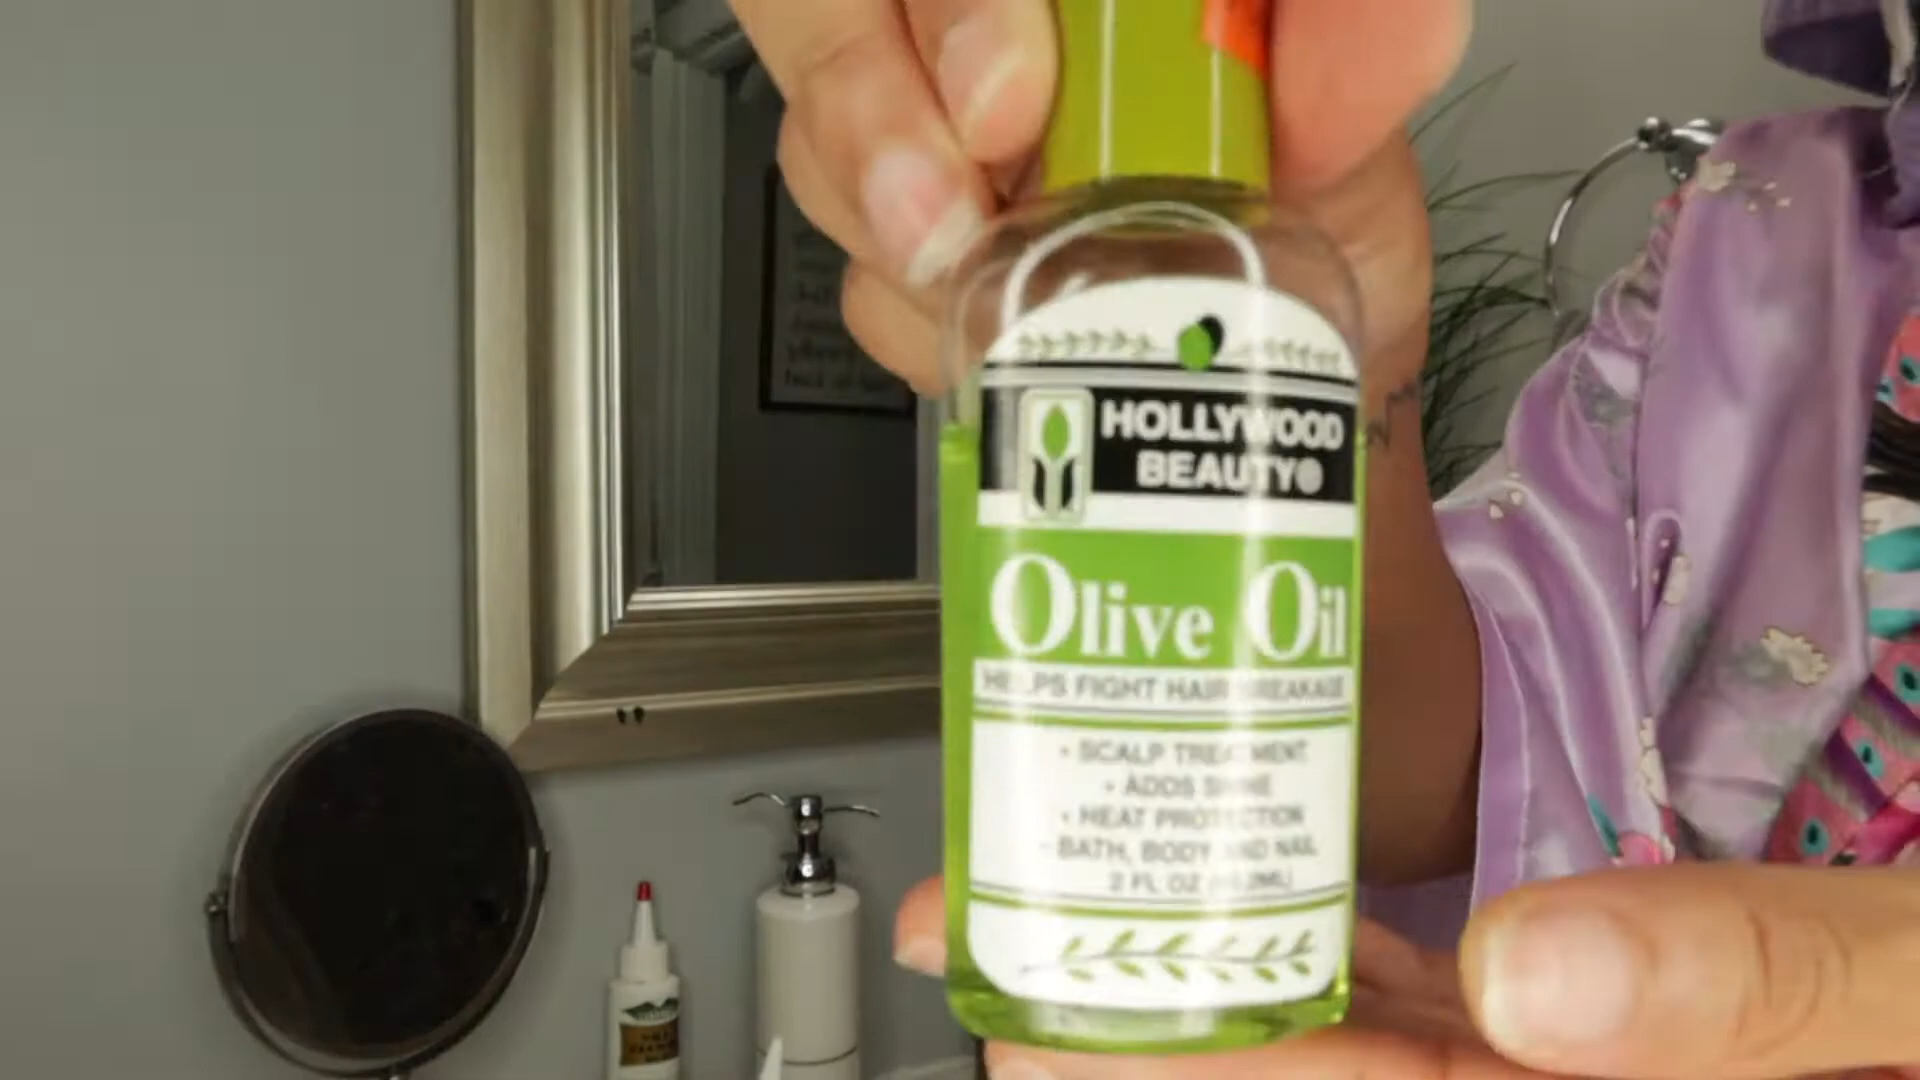 HOLLYWOOD
BEAUTY®
Olive Oil
HELPS FIGHT HAIR BREAKAGE
• SCALP TREATMENT
• ADDS SHINE
• HEAT PROTECTION
• BATH, BODY AND NAIL
2 FL OZ